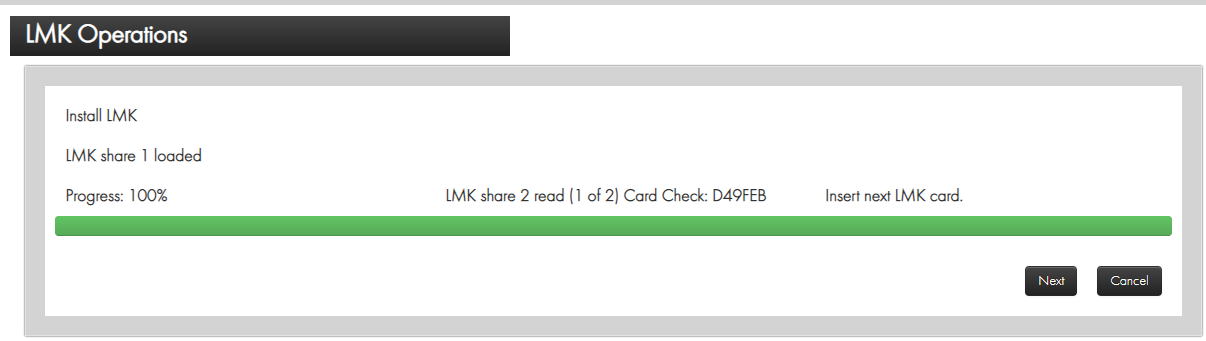 LMK Operations
Install LMK
LMK share 1 loaded
Progress: 100% LMK share 2 read (1 of 2) Card Check: D49FEB Insert next LMK card.
Next Cancel